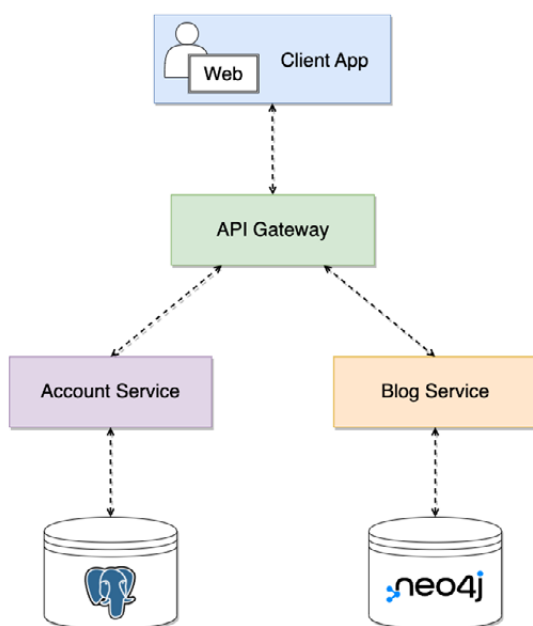 Web
Client App
API Gateway
Account Service
Blog Service
neo4j